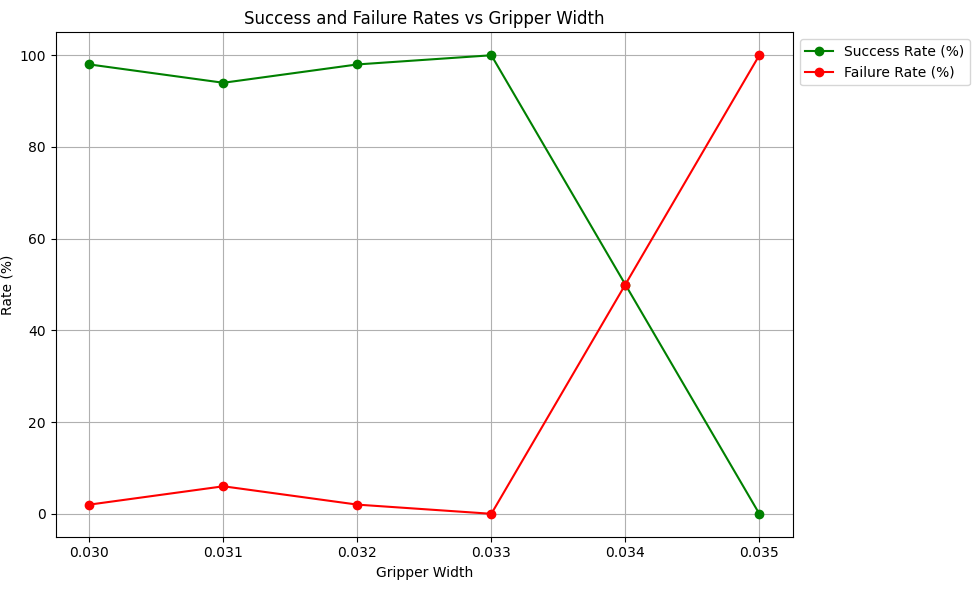 Success and Failure Rates vs Gripper Width
Success Rate (%)
Failure Rate (%)
100
80
60
40
20
0
Rate (%)
0.030 0.031 0.032 0.033 0.034 0.035
Gripper Width